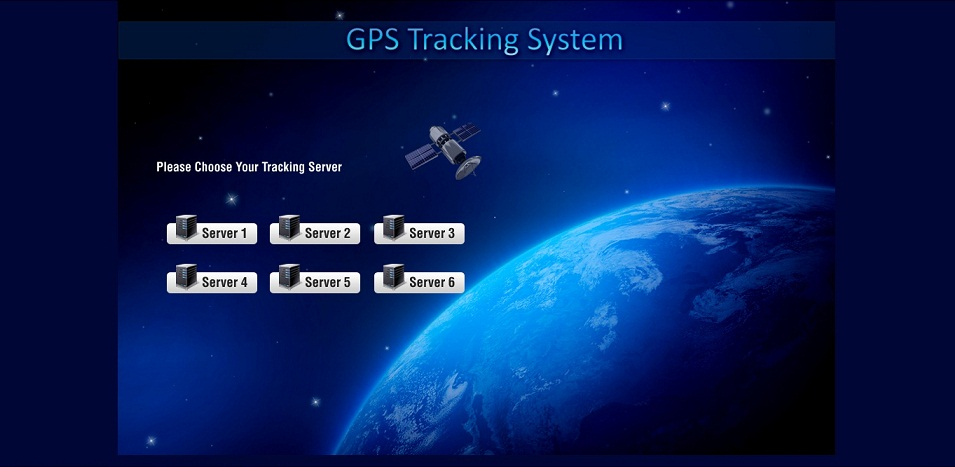 GPS Tracking System
Please Choose Your Tracking Server
Server 1 Server 2 Server 3
Server 4 Server 5 Server 6